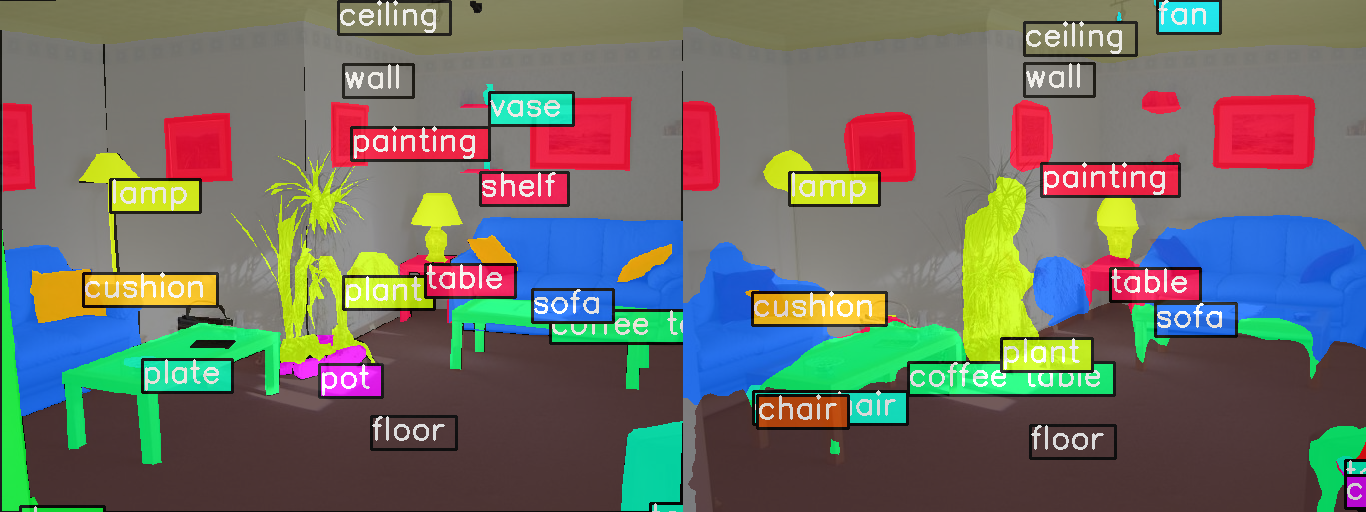 ceiling
wall
vase
painting
lamp
shelf
cushion
plant
table
sofa
coffee
plate
pot
floor
fan
ceiling
wall
painting
lamp
table
cushion
sofa
plant
coffee table
chair
floor